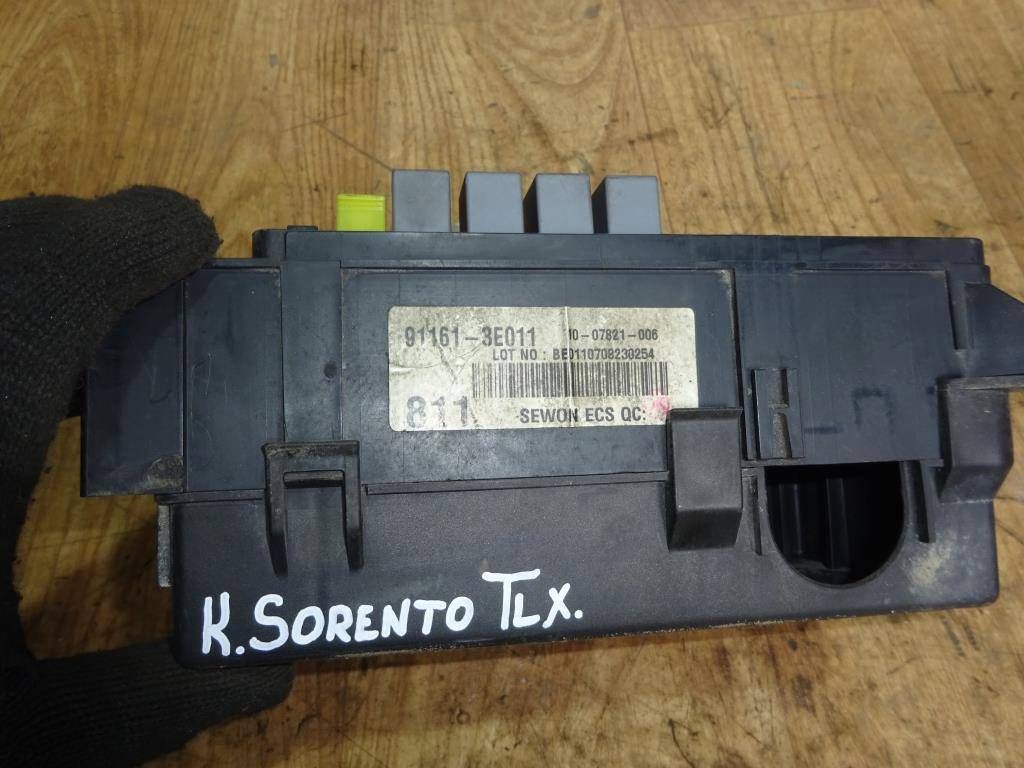 91161-3E011 10-07821-006
LOT NO : BE0110708230254
811 SEWON ECS QC:
K.SORENTO TLX.